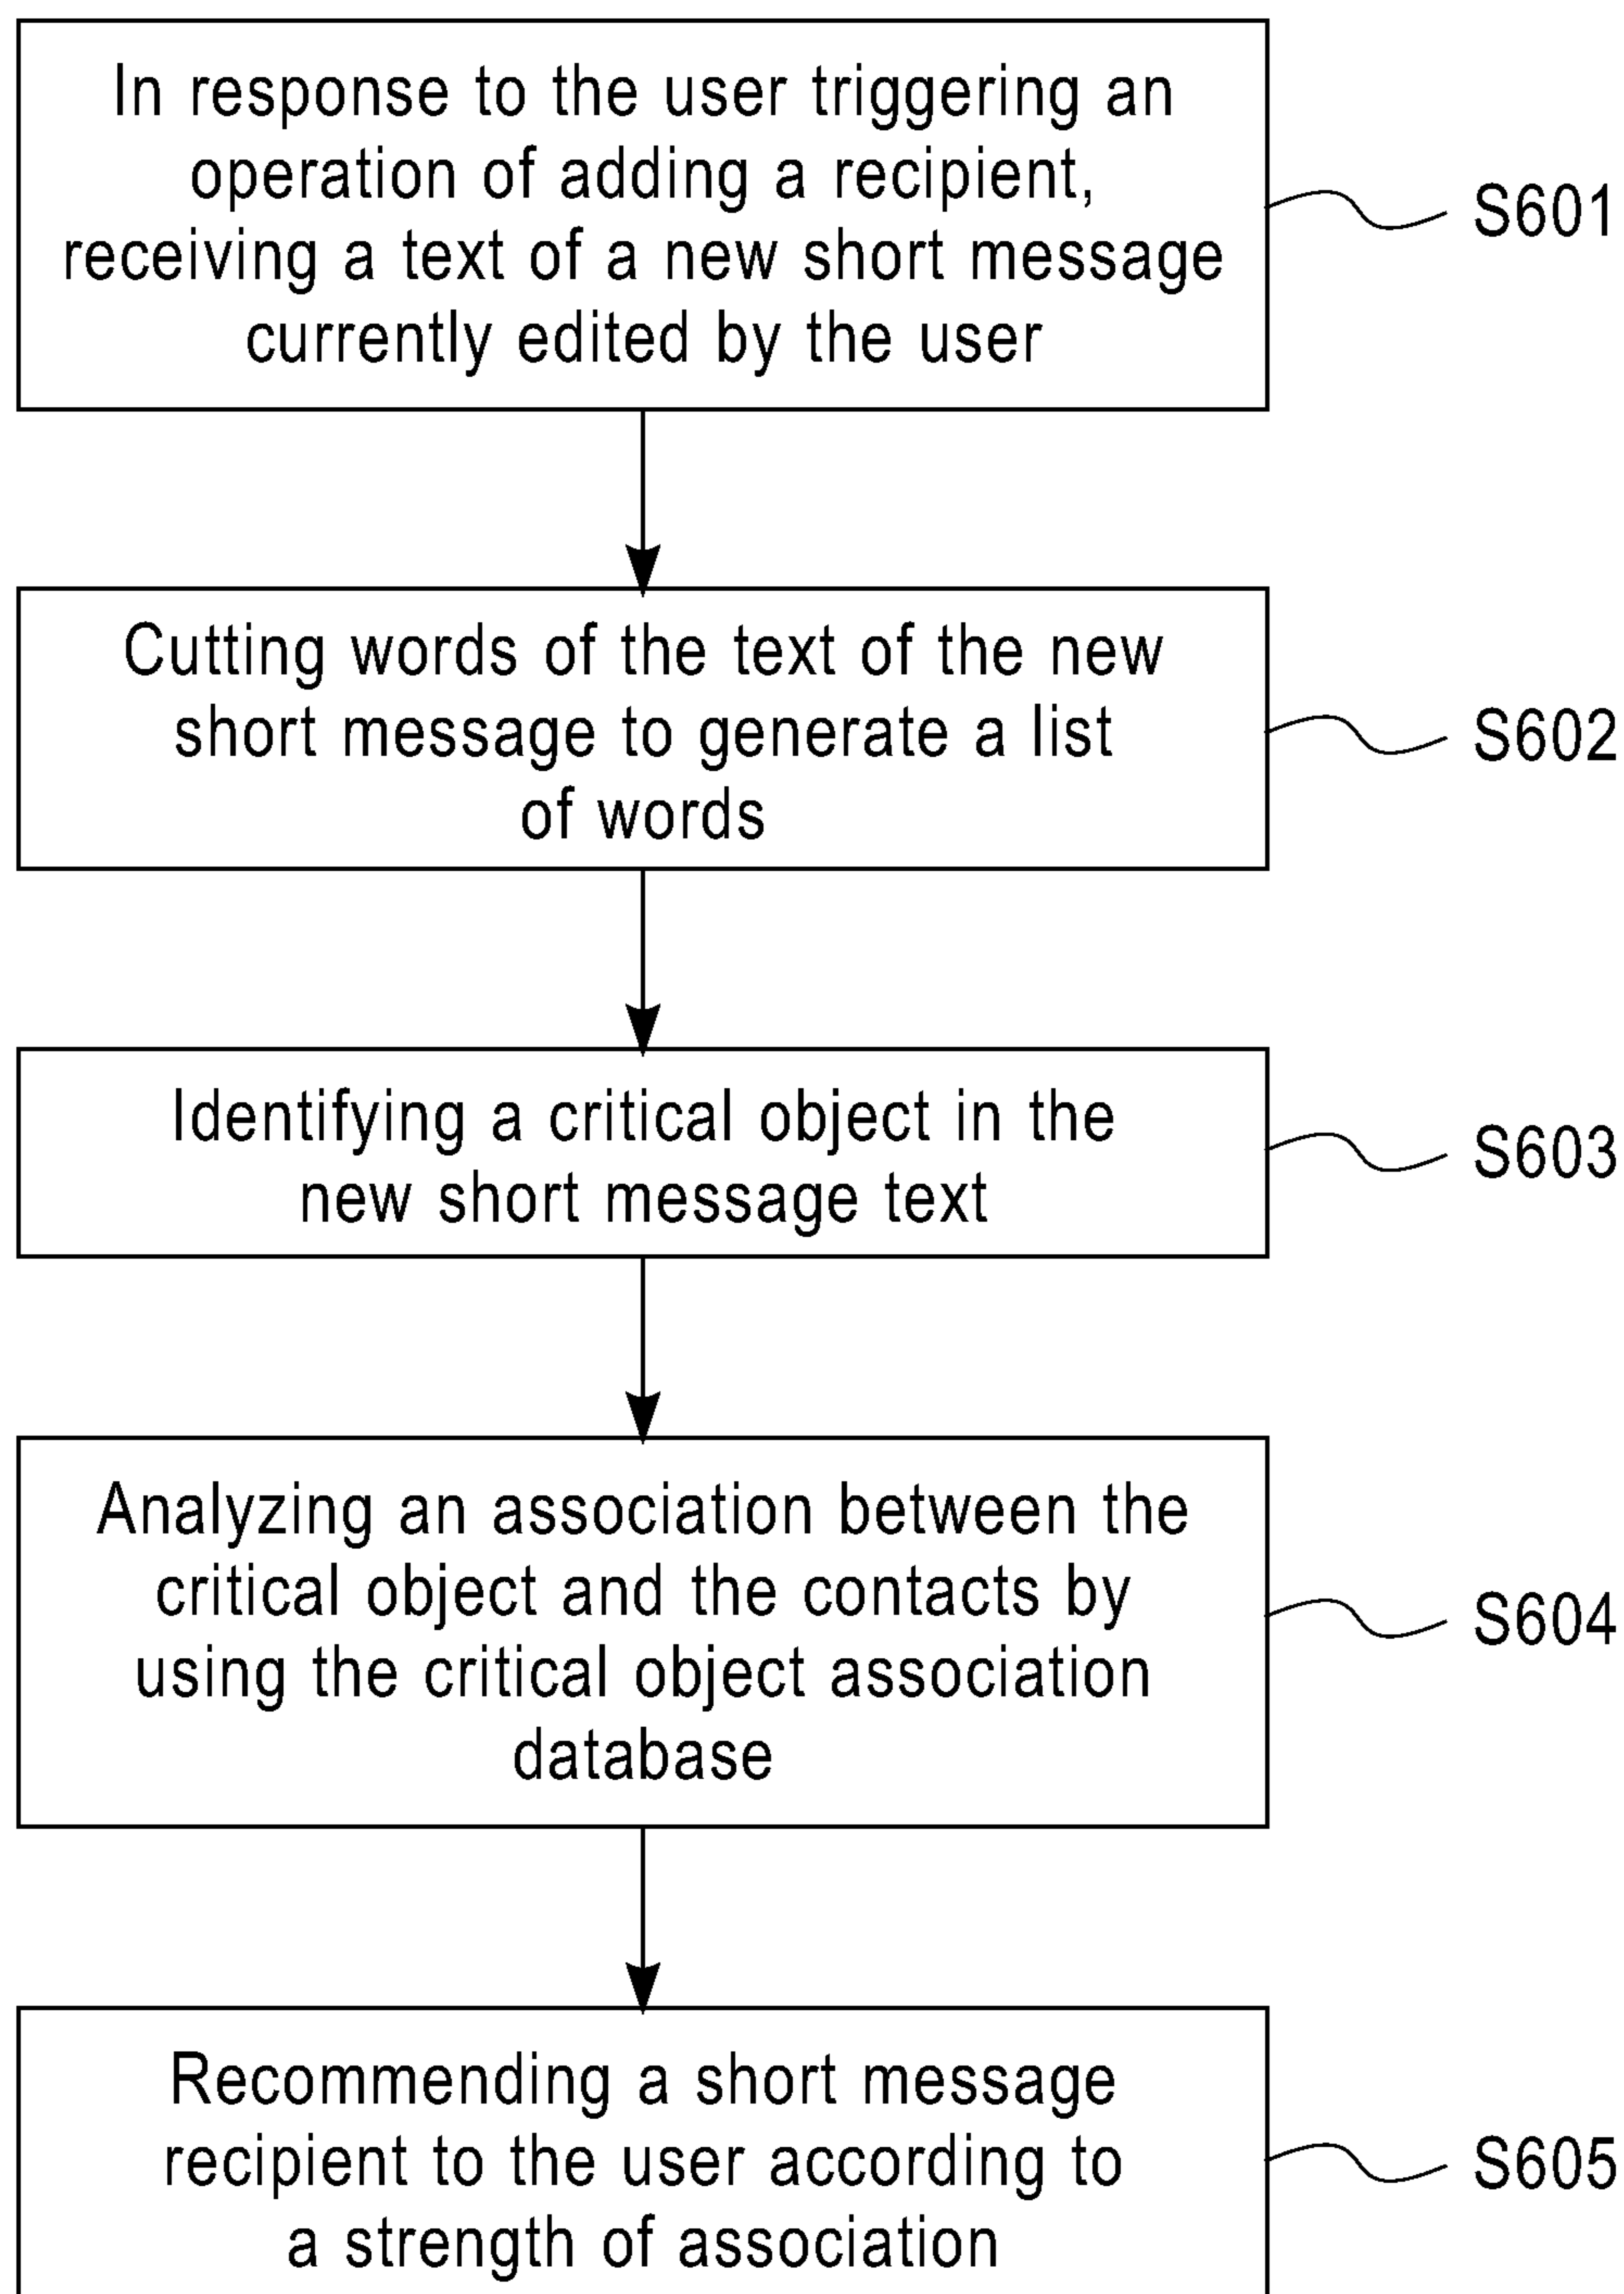 In response to the user triggering an
operation of adding a recipient,
receiving a text of a new short message
currently edited by the user
S601
Cutting words of the text of the new
short message to generate a list
of words
S602
Identifying a critical object in the
new short message text
S603
Analyzing an association between the
critical object and the contacts by
using the critical object association
database
S604
Recommending a short message
recipient to the user according to
a strength of association
S605